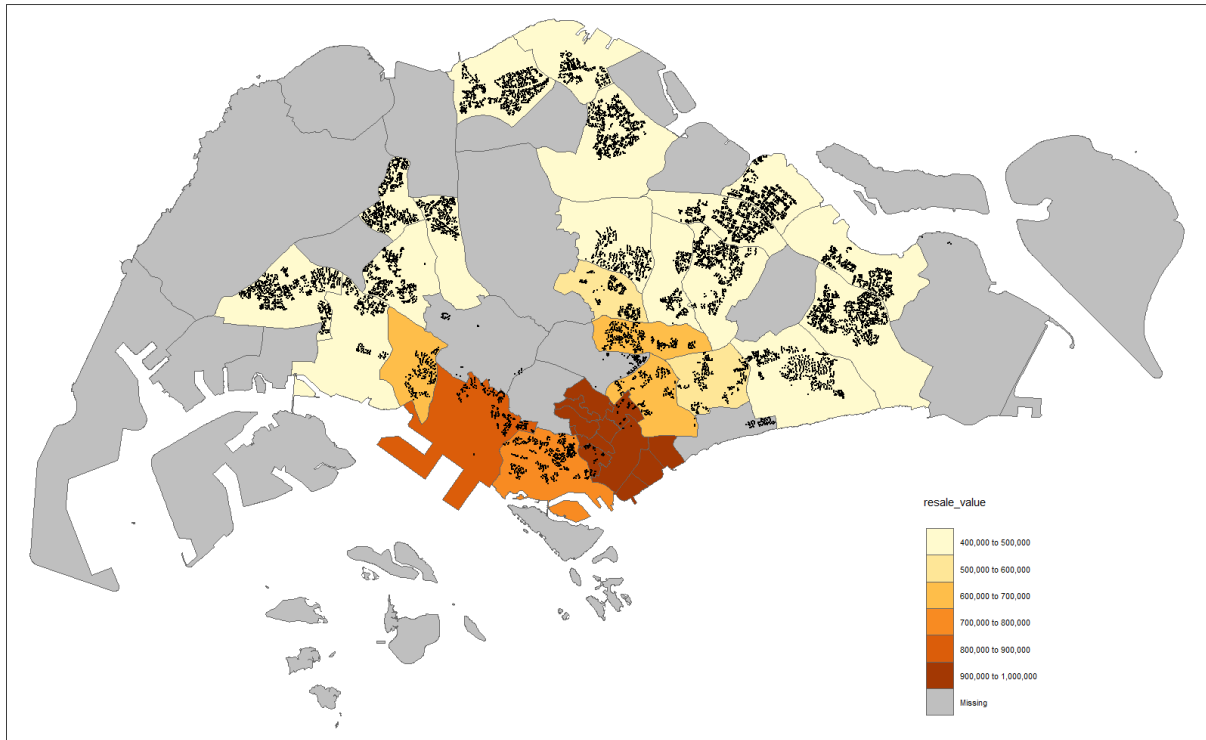 resale_value
400,000 to 500,000
500,000 to 600,000
600,000 to 700,000
700,000 to 800,000
800,000 to 900,000
900,000 to 1,000,000
Missing